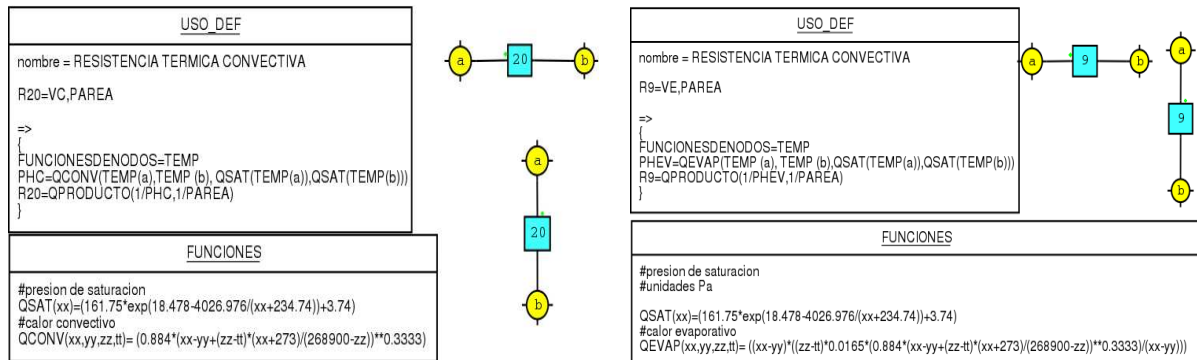 USO_DEF
nombre = RESISTENCIA TERMICA CONVECTIVA
R20=VC,PAREA
=>
{
FUNCIONESDENODOS=TEMP
PHC=QCONV(TEMP(a),TEMP (b), QSAT(TEMP(a)),QSAT(TEMP(b)))
R20=QPRODUCTO(1/PHC,1/PAREA)
}
a 20 b
a
20
b
FUNCIONES
#presion de saturacion
QSAT(xx)=(161.75*exp(18.478-4026.976/(xx+234.74))+3.74)
#calor convectivo
QCONV(xx,yy,zz,tt)= (0.884*(xx-yy+(zz-tt)*(xx+273)/(268900-zz))**0.3333)
USO_DEF
nombre = RESISTENCIA TERMICA CONVECTIVA
R9=VE,PAREA
=>
{
FUNCIONESDENODOS=TEMP
PHEV=QEVAP(TEMP (a), TEMP (b),QSAT(TEMP(a)),QSAT(TEMP(b)))
R9=QPRODUCTO(1/PHEV,1/PAREA)
}
a 9 b
a
9
b
FUNCIONES
#presion de saturacion
#unidades Pa
QSAT(xx)=(161.75*exp(18.478-4026.976/(xx+234.74))+3.74)
#calor evaporativo
QEVAP(xx,yy,zz,tt)= ((xx-yy)*((zz-tt)*0.0165*(0.884*(xx-yy+(zz-tt)*(xx+273)/(268900-zz))**0.3333)/(xx-yy)))